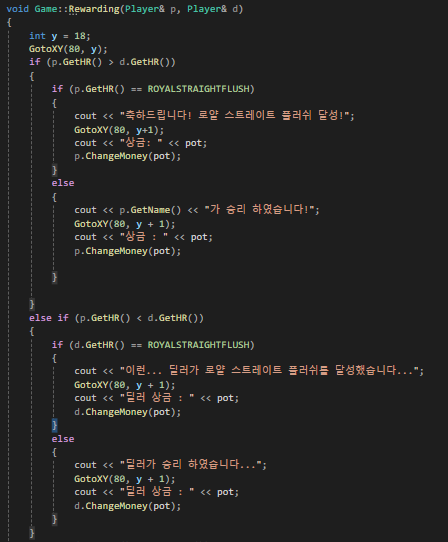 void Game::Rewarding(Player& p, Player& d)
{
    int y = 18;
    GotoXY(80, y);
    if (p.GetHR() > d.GetHR())
    {
        if (p.GetHR() == ROYALSTRAIGHTFLUSH)
        {
            cout << "축하드립니다! 로얄 스트레이트 플러쉬 달성!";
            GotoXY(80, y+1);
            cout << "상금: " << pot;
            p.ChangeMoney(pot);
        }
        else
        {
            cout << p.GetName() << "가 승리 하였습니다!";
            GotoXY(80, y + 1);
            cout << "상금 : " << pot;
            p.ChangeMoney(pot);
        }
    }
    else if (p.GetHR() < d.GetHR())
    {
        if (d.GetHR() == ROYALSTRAIGHTFLUSH)
        {
            cout << "이런... 딜러가 로얄 스트레이트 플러쉬를 달성했습니다...";
            GotoXY(80, y + 1);
            cout << "딜러 상금 : " << pot;
            d.ChangeMoney(pot);
        }
        else
        {
            cout << "딜러가 승리 하였습니다...";
            GotoXY(80, y + 1);
            cout << "딜러 상금 : " << pot;
            d.ChangeMoney(pot);
        }
    }